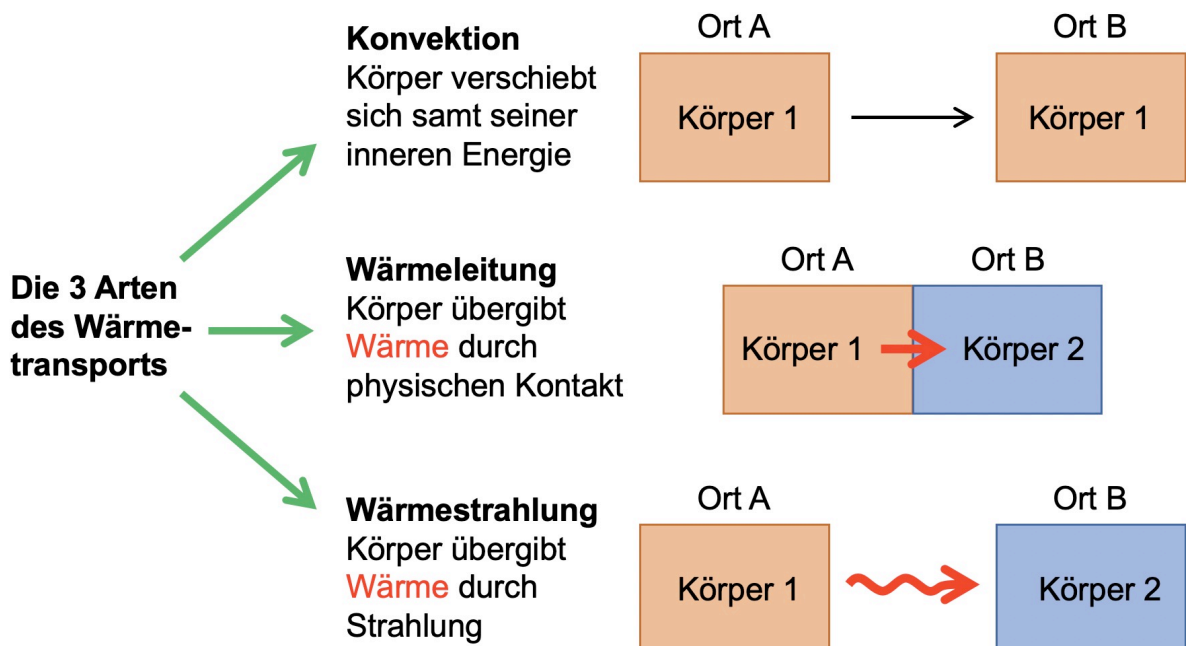 Die 3 Arten
des Wärme-
transports
Konvektion
Körper verschiebt
sich samt seiner
inneren Energie
Ort A
Ort B
Körper 1
Körper 1
Wärmeleitung
Körper übergibt
Wärme durch
physischen Kontakt
Ort A
Ort B
Körper 1
Körper 2
Wärmestrahlung
Körper übergibt
Wärme durch
Strahlung
Ort A
Ort B
Körper 1
Körper 2